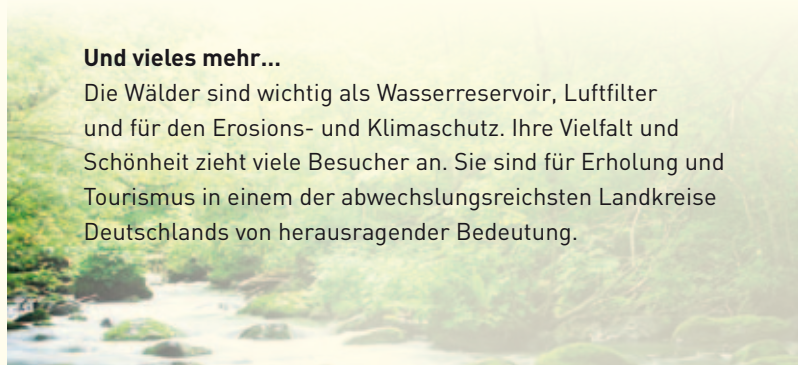 Und vieles mehr...
Die Wälder sind wichtig als Wasserreservoir, Luftfilter
und für den Erosions- und Klimaschutz. Ihre Vielfalt und
Schönheit zieht viele Besucher an. Sie sind für Erholung und
Tourismus in einem der abwechslungsreichsten Landkreise
Deutschlands von herausragender Bedeutung.